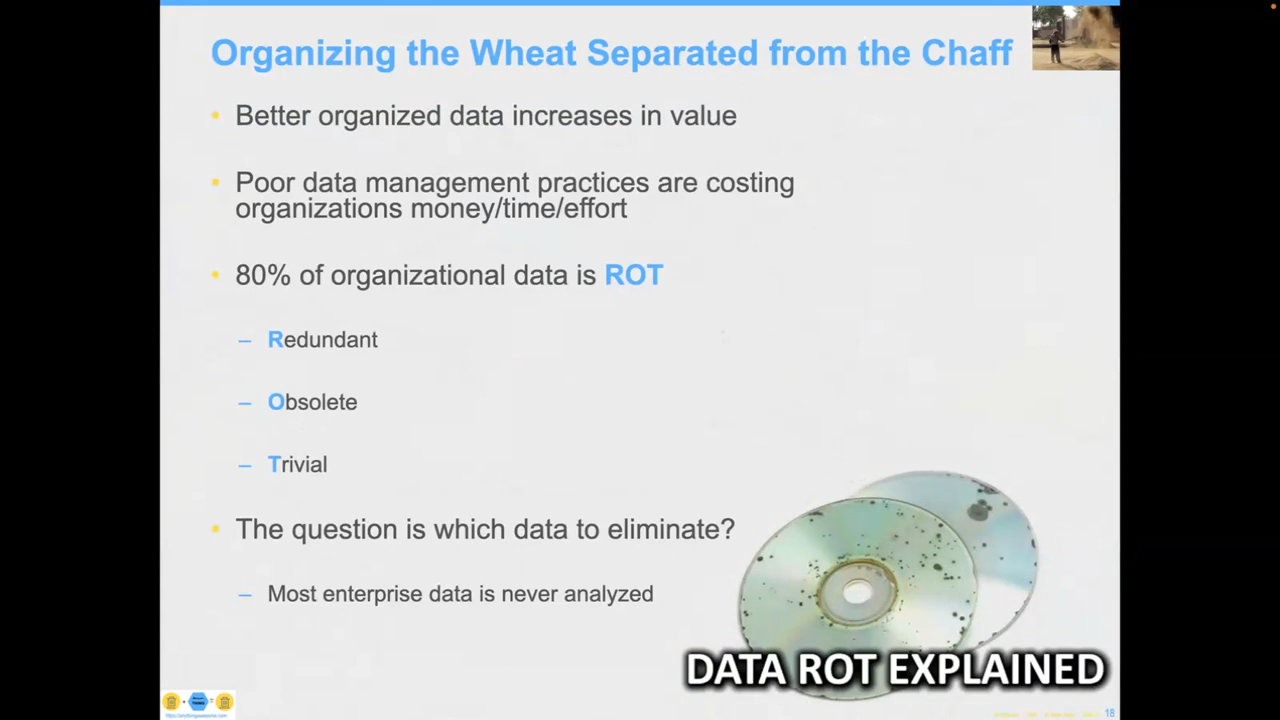 Organizing the Wheat Separated from the Chaff
• Better organized data increases in value
• Poor data management practices are costing
organizations money/time/effort
• 80% of organizational data is ROT
– Redundant
– Obsolete
– Trivial
• The question is which data to eliminate?
– Most enterprise data is never analyzed
DATA ROT EXPLAINED
18